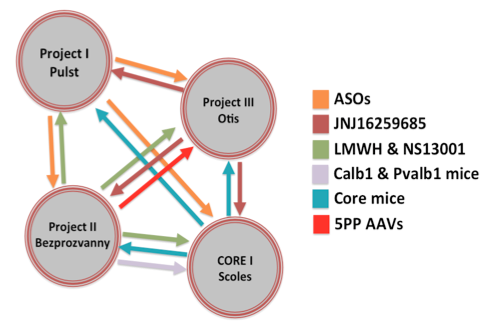 Project I
Pulst
Project III
Otis
Project II
Bezprozvanny
CORE I
Scoles
ASOs
JNJ16259685
LMWH & NS13001
Calb1 & Pvalb1 mice
Core mice
5PP AAVs